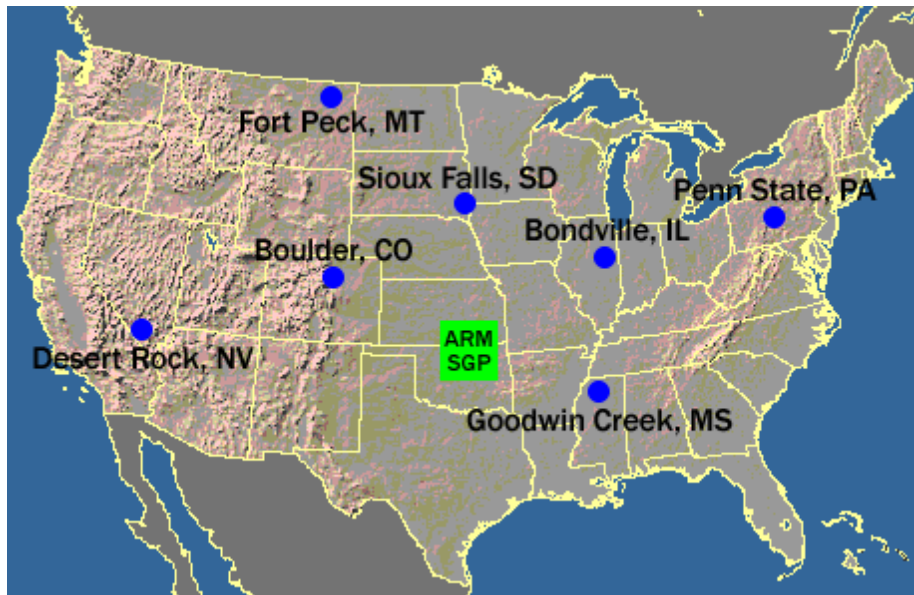 Fort Peck, MT
Sioux Falls, SD
Penn State, PA
Bondville, IL
Boulder, CO
ARM
SGP
Desert Rock, NV
Goodwin Creek, MS